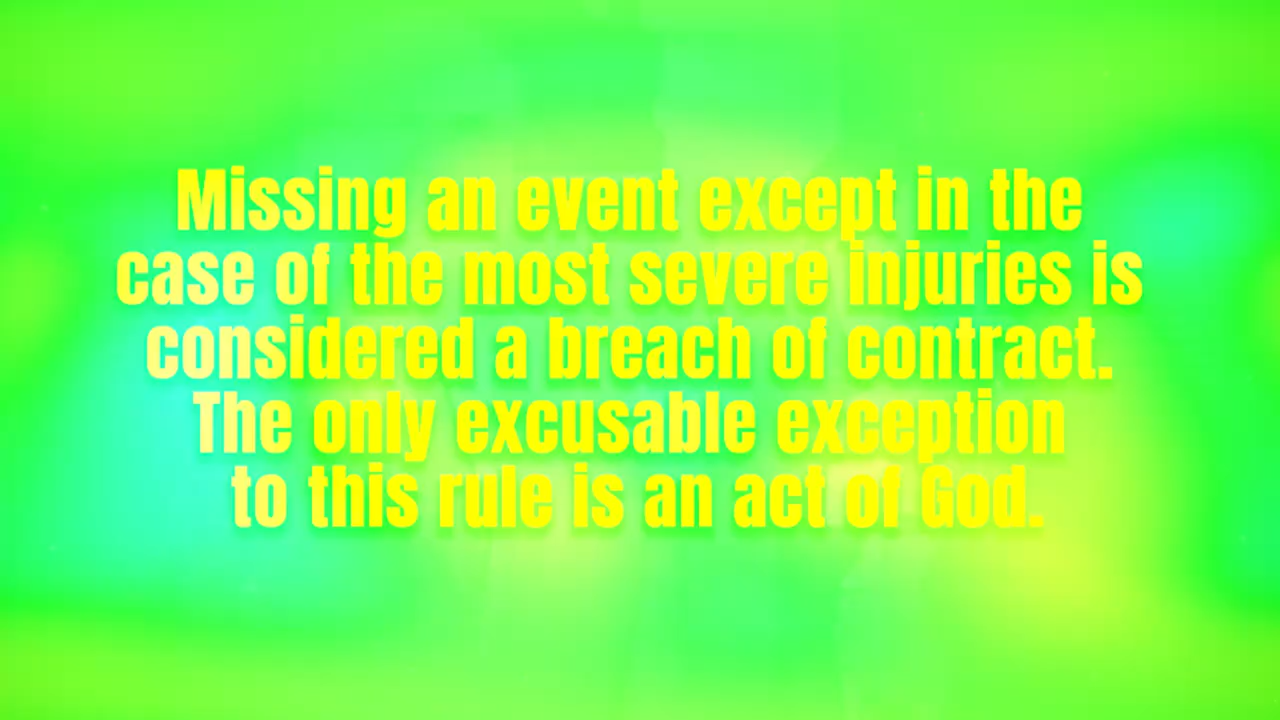 Missing an event except in the
case of the most severe injuries is
considered a breach of contract.
The only excusable exception
to this rule is an act of God.